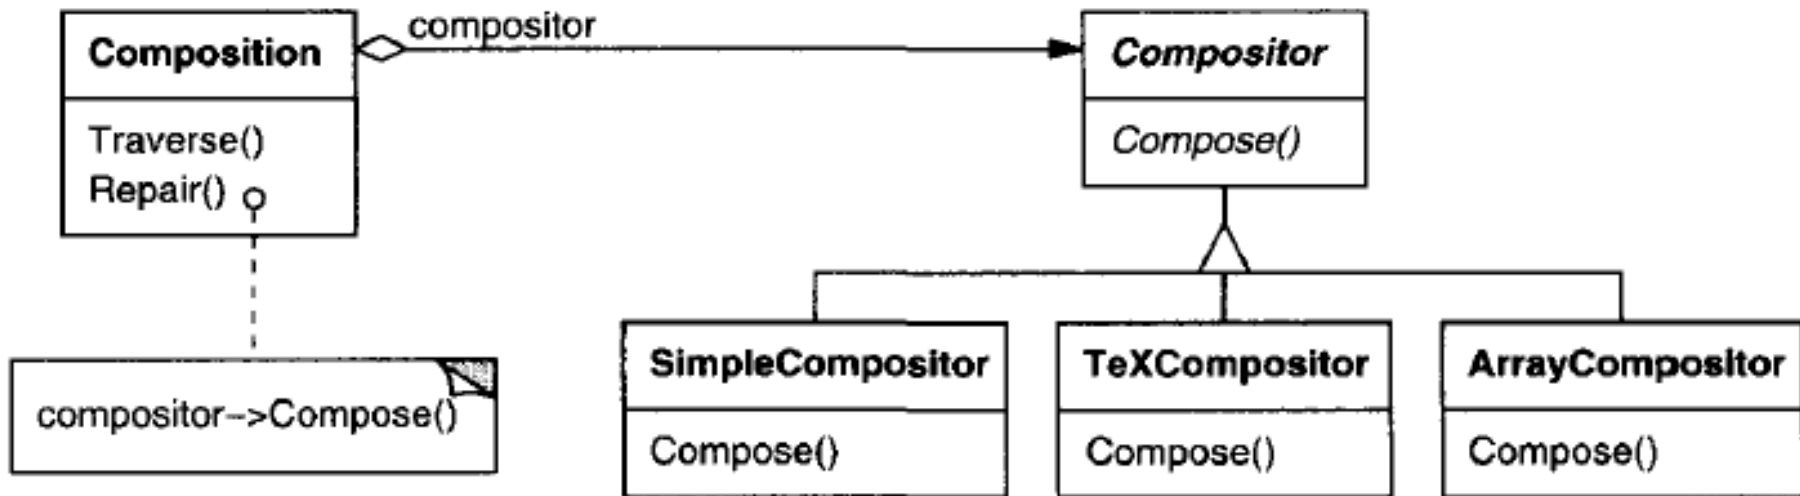 Composition
Traverse()
Repair()
compositor
Compositor
Compose()
compositor->Compose()
SimpleCompositor
Compose()
TeXCompositor
Compose()
ArrayCompositor
Compose()